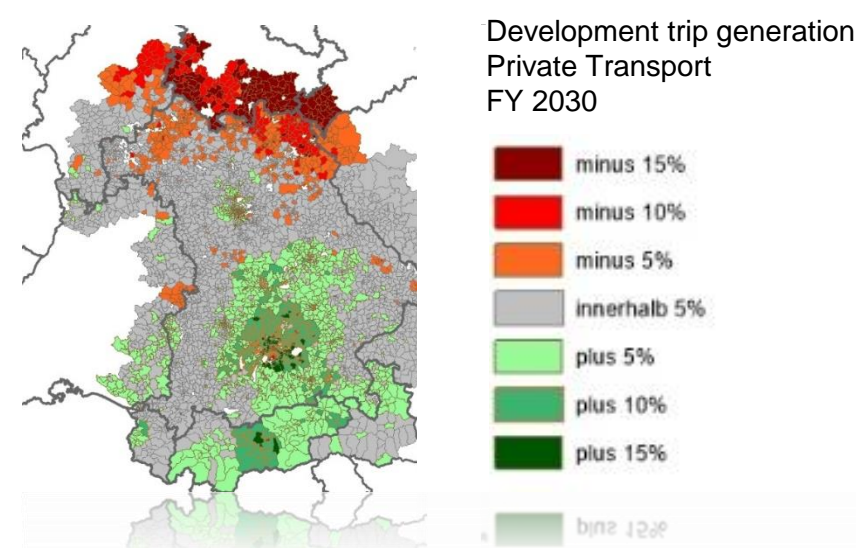 Development trip generation
Private Transport
FY 2030
minus 15%
minus 10%
minus 5%
innerhalb 5%
plus 5%
plus 10%
plus 15%